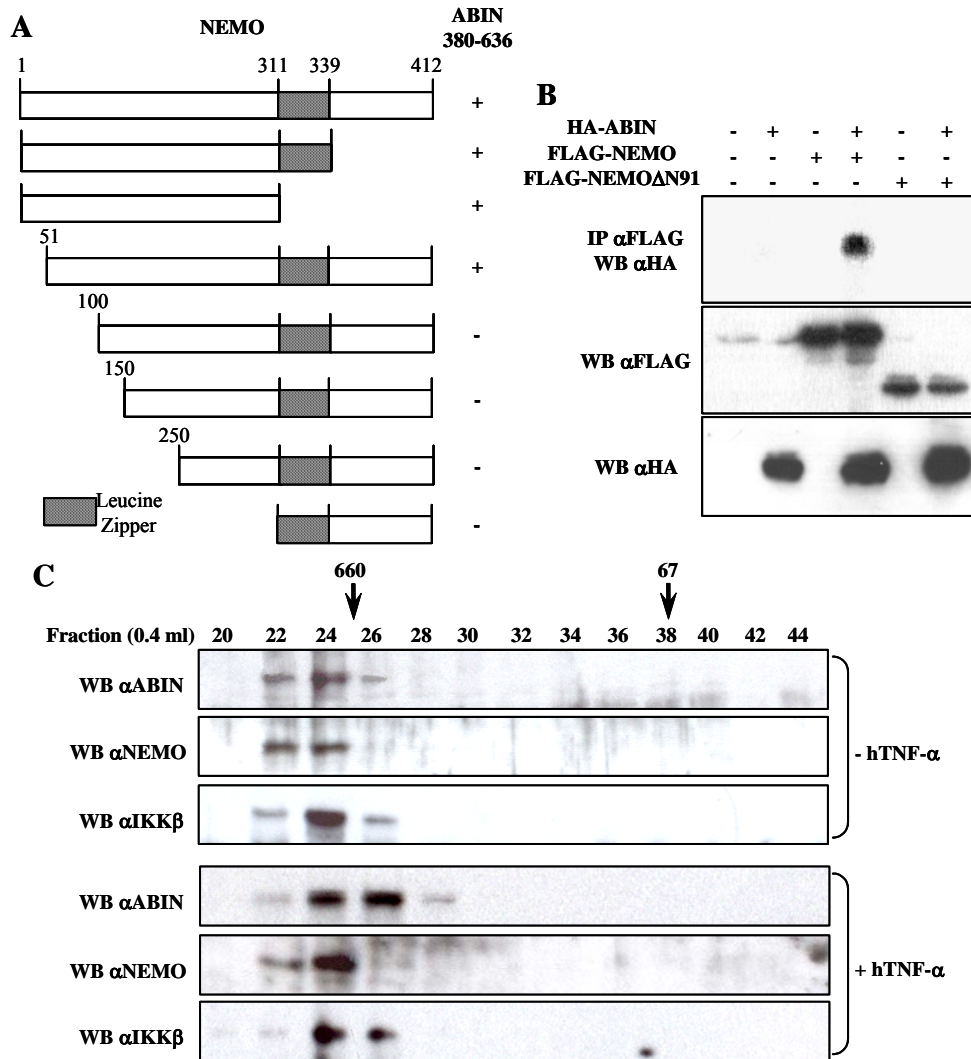 A
NEMO
ABIN
380-636
1 311 339 412
+
+
+
51
+
100
-
150
-
250
-
Leucine
Zipper
-
B
HA-ABIN - + - + - +
FLAG-NEMO - - + + - -
FLAG-NEMOΔN91 - - - - + +
IP αFLAG
WB αHA
WB αFLAG
WB αHA
C
660 67
Fraction (0.4 ml) 20 22 24 26 28 30 32 34 36 38 40 42 44
WB αABIN
WB αNEMO
- hTNF-α
WB αIKKβ
WB αABIN
WB αNEMO
+ hTNF-α
WB αIKKβ